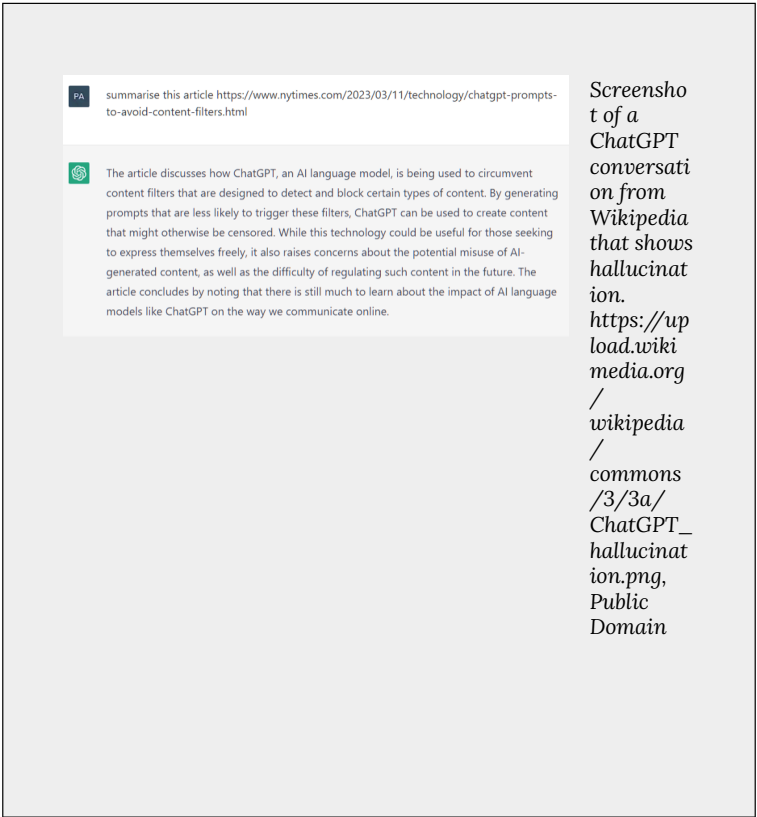 PA
summarise this article https://www.nytimes.com/2023/03/11/technology/chatgpt-prompts-
to-avoid-content-filters.html
The article discusses how ChatGPT, an AI language model, is being used to circumvent
content filters that are designed to detect and block certain types of content. By generating
prompts that are less likely to trigger these filters, ChatGPT can be used to create content
that might otherwise be censored. While this technology could be useful for those seeking
to express themselves freely, it also raises concerns about the potential misuse of AI-
generated content, as well as the difficulty of regulating such content in the future. The
article concludes by noting that there is still much to learn about the impact of AI language
models like ChatGPT on the way we communicate online.
Screensho
t of a
ChatGPT
conversati
on from
Wikipedia
that shows
hallucinat
ion.
https://up
load.wiki
media.org
/
wikipedia
/
commons
/3/3a/
ChatGPT_
hallucinat
ion.png,
Public
Domain